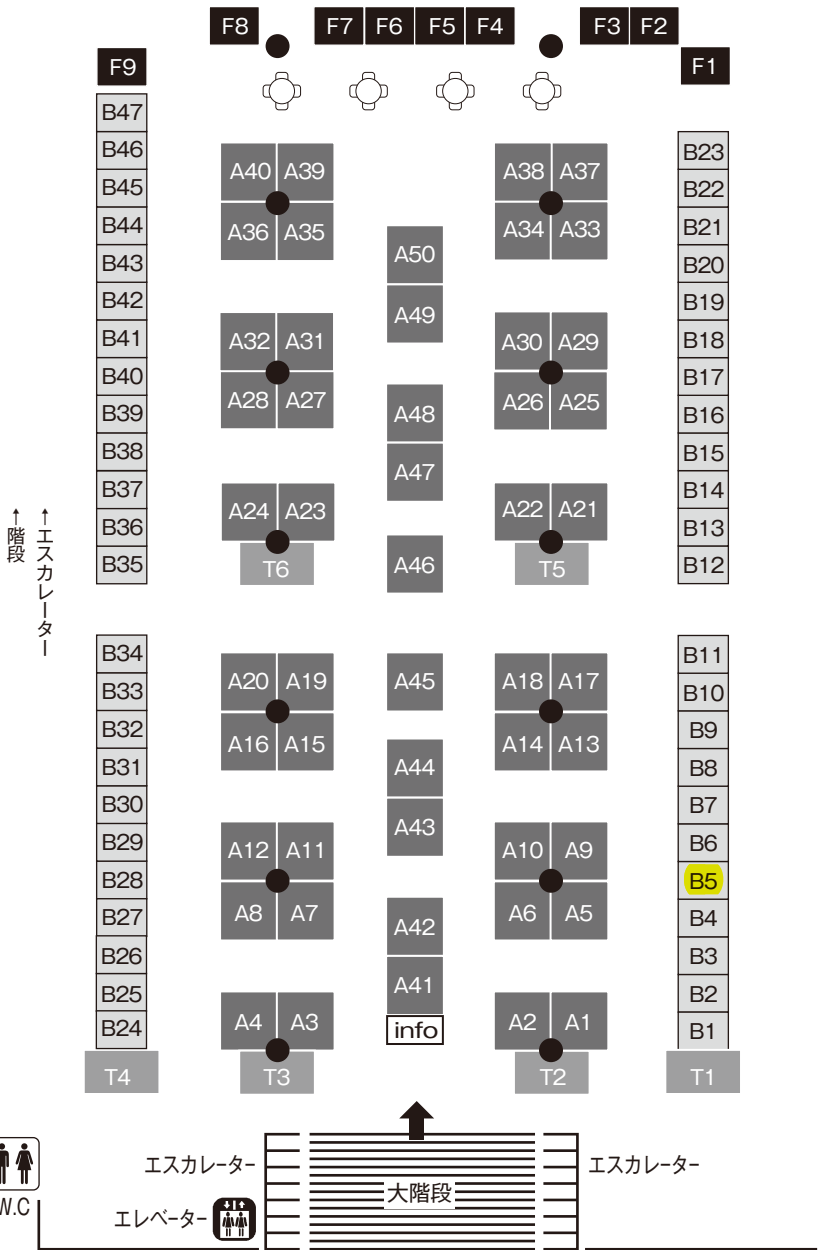 F8 F7 F6 F5 F4 F3 F2
F9 F1
B47
B46 A40 A39 A38 A37 B23
B45 B22
B44 A36 A35 A34 A33 B21
B43 A50 B20
B42 A49 B19
B41 A32 A31 A30 A29 B18
B40 B17
B39 A28 A27 A48 A26 A25 B16
B38 A47 B15
B37 A24 A23 A22 A21 B14
B36 B13
B35 T6 A46 T5 B12
←エスカレーター
←階段
B34 A20 A19 A45 A18 A17 B11
B33 B10
B32 A16 A15 A14 A13 B9
B31 A44 B8
B30 A43 B7
B29 A12 A11 A10 A9 B6
B28 B5
B27 A8 A7 A42 A6 A5 B4
B26 B3
B25 A41 B2
B24 A4 A3 info A2 A1 B1
T4 T3 T2 T1
エスカレーター エスカレーター
大階段
W.C エレベーター